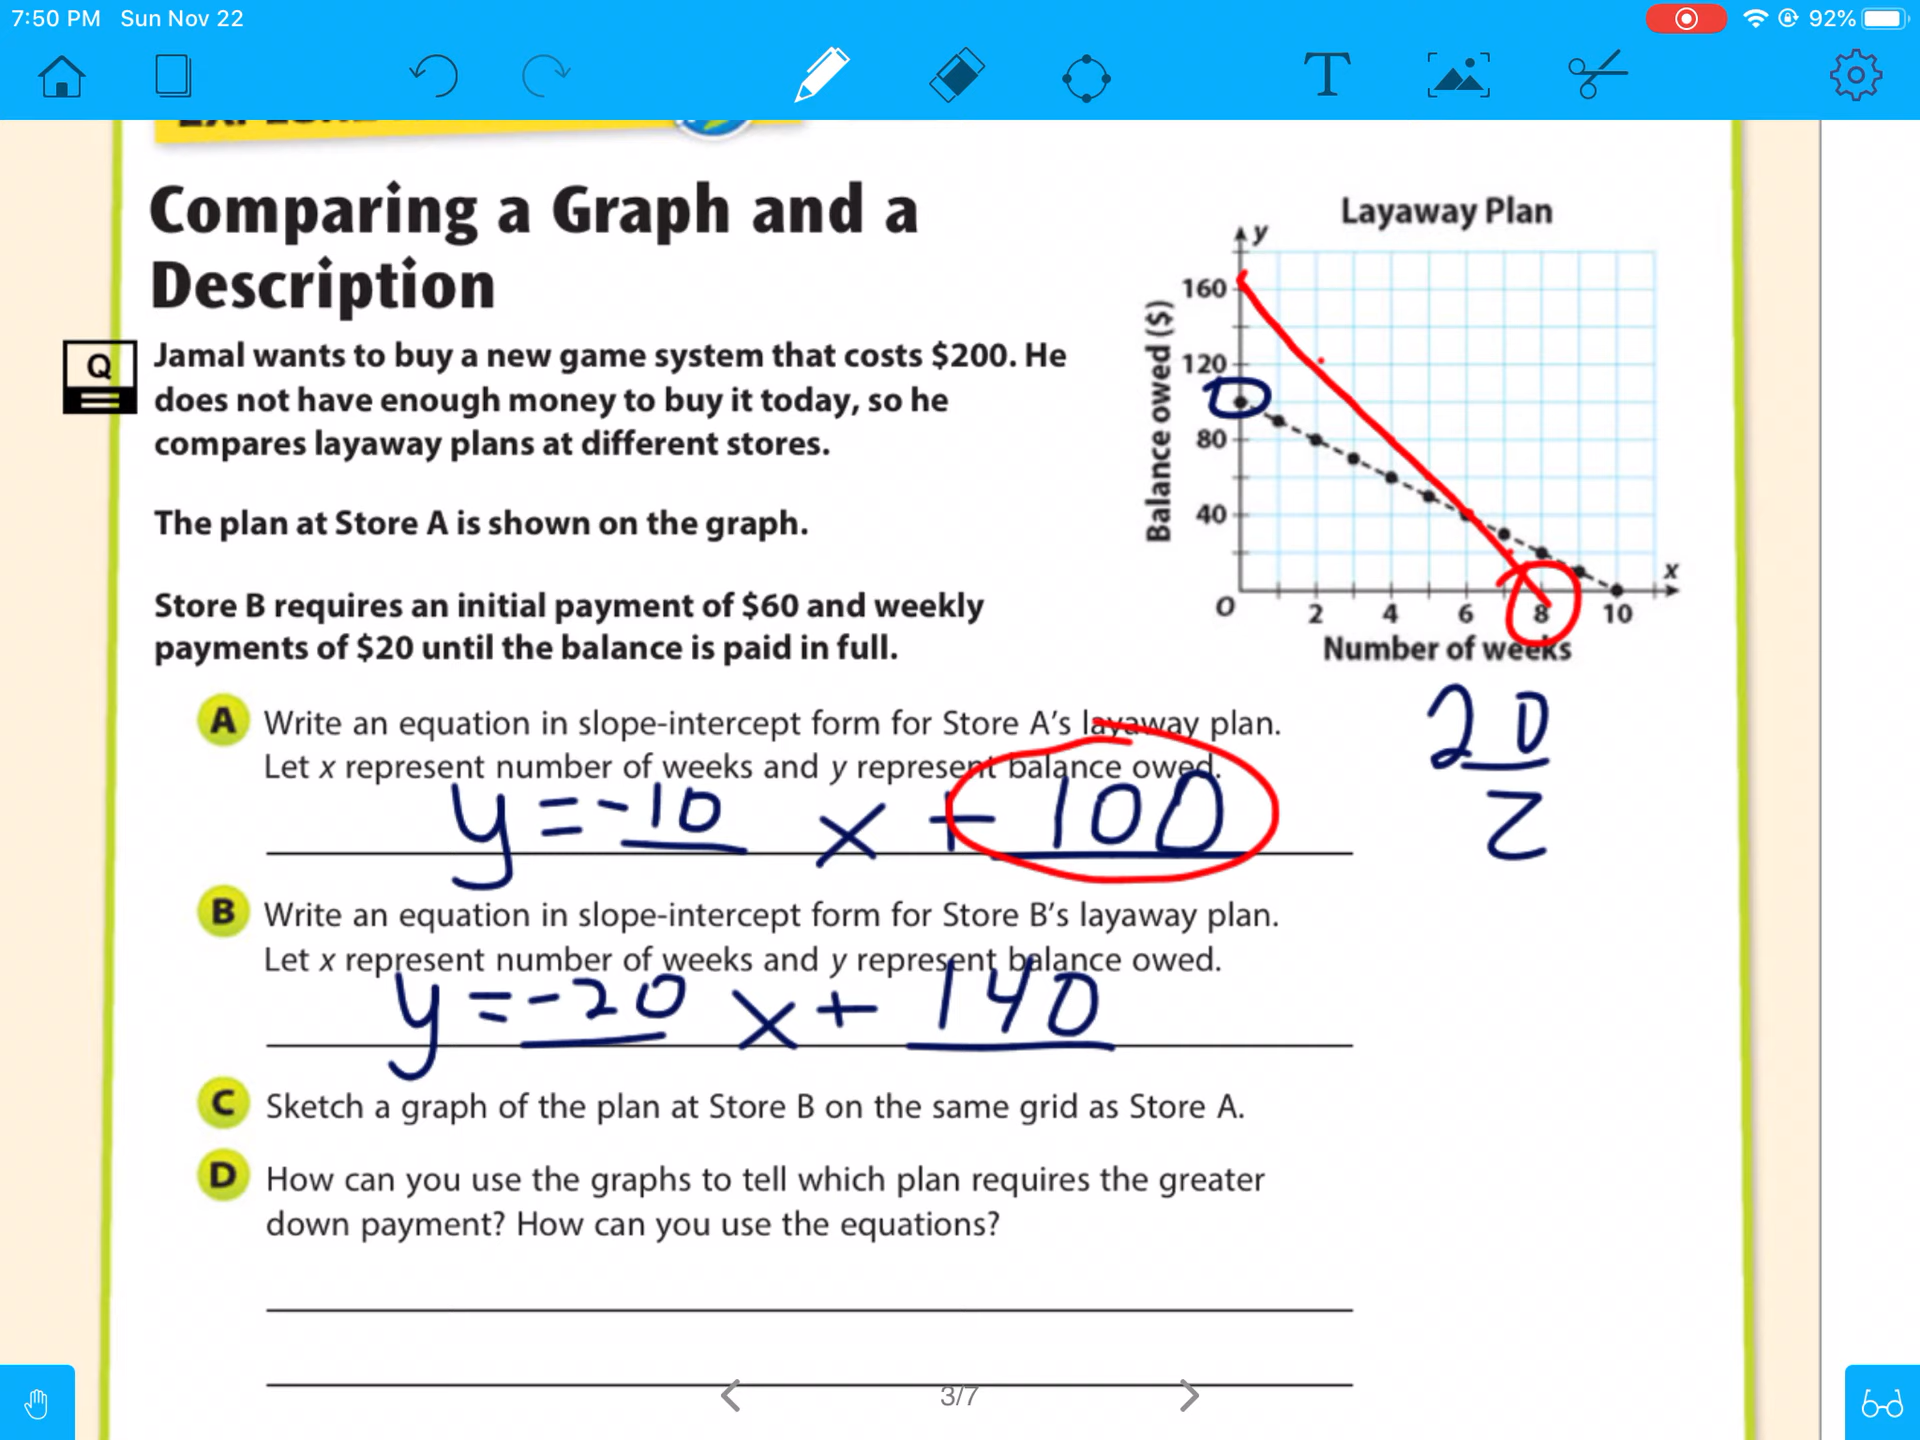 7:50 PM Sun Nov 22
92%
T
Comparing a Graph and a
Description
Q
Jamal wants to buy a new game system that costs $200. He
does not have enough money to buy it today, so he
compares layaway plans at different stores.
The plan at Store A is shown on the graph.
Store B requires an initial payment of $60 and weekly
payments of $20 until the balance is paid in full.
Layaway Plan
y
Balance owed ($)
160
120
80
40
O 2 4 6 8 10
x
Number of weeks
20
2
A Write an equation in slope-intercept form for Store A's layaway plan.
Let x represent number of weeks and y represent balance owed.
y = -10 x + 100
B Write an equation in slope-intercept form for Store B's layaway plan.
Let x represent number of weeks and y represent balance owed.
y = -20 x + 140
C Sketch a graph of the plan at Store B on the same grid as Store A.
D How can you use the graphs to tell which plan requires the greater
down payment? How can you use the equations?
3/7